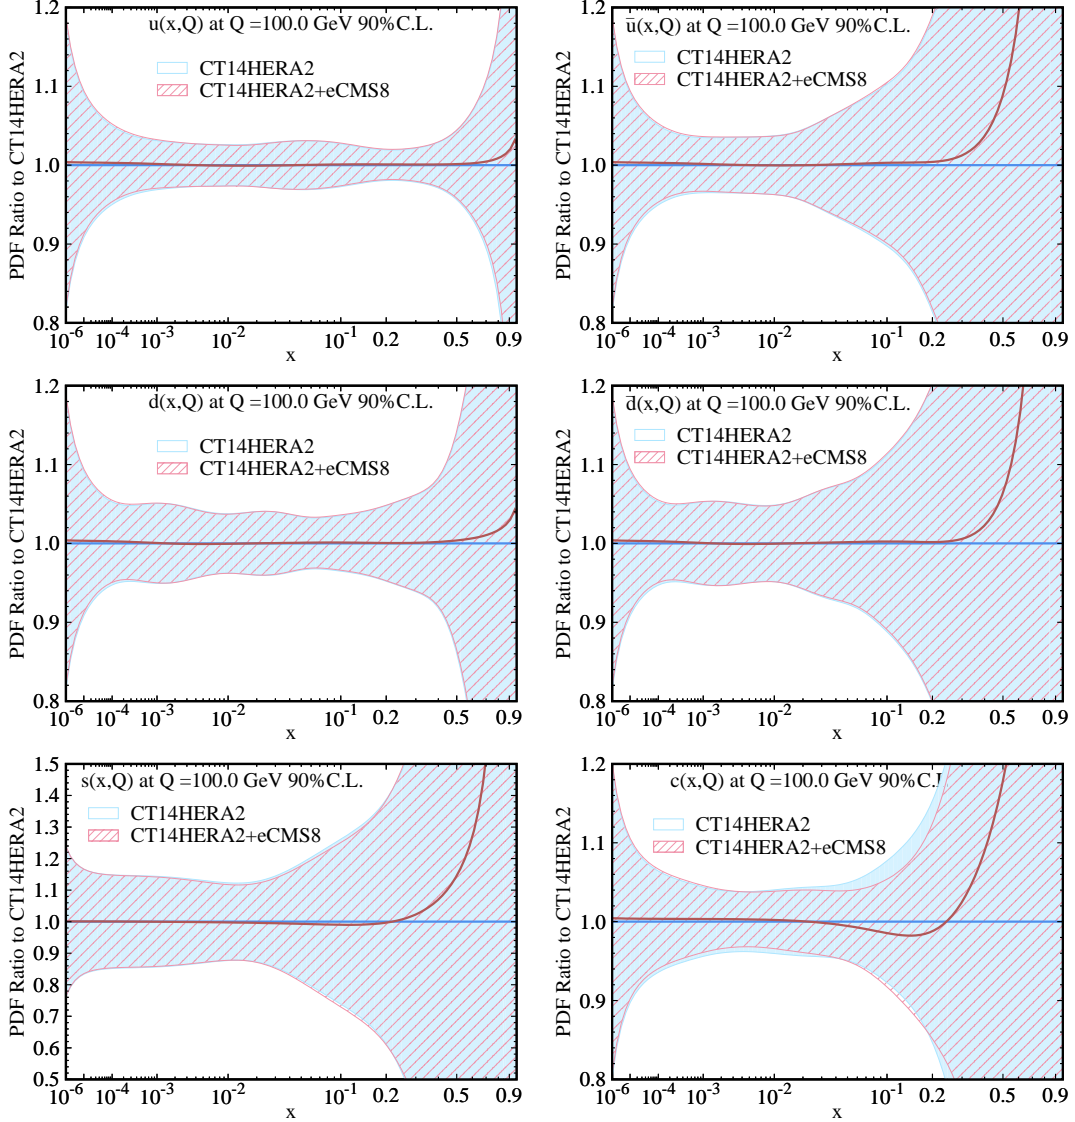 u(x,Q) at Q =100.0 GeV 90%C.L.
CT14HERA2
CT14HERA2+eCMS8
PDF Ratio to CT14HERA2
1.2
1.1
1.0
0.9
0.8
10-6 10-4 10-3 10-2 10-1 0.2 0.5 0.9
x
ū(x,Q) at Q =100.0 GeV 90%C.L.
CT14HERA2
CT14HERA2+eCMS8
PDF Ratio to CT14HERA2
1.2
1.1
1.0
0.9
0.8
10-6 10-4 10-3 10-2 10-1 0.2 0.5 0.9
x
d(x,Q) at Q =100.0 GeV 90%C.L.
CT14HERA2
CT14HERA2+eCMS8
PDF Ratio to CT14HERA2
1.2
1.1
1.0
0.9
0.8
10-6 10-4 10-3 10-2 10-1 0.2 0.5 0.9
x
d̄(x,Q) at Q =100.0 GeV 90%C.L.
CT14HERA2
CT14HERA2+eCMS8
PDF Ratio to CT14HERA2
1.2
1.1
1.0
0.9
0.8
10-6 10-4 10-3 10-2 10-1 0.2 0.5 0.9
x
s(x,Q) at Q =100.0 GeV 90%C.L.
CT14HERA2
CT14HERA2+eCMS8
PDF Ratio to CT14HERA2
1.5
1.4
1.3
1.2
1.1
1.0
0.9
0.8
0.7
0.6
0.5
10-6 10-4 10-3 10-2 10-1 0.2 0.5 0.9
x
c(x,Q) at Q =100.0 GeV 90%C.L
CT14HERA2
CT14HERA2+eCMS8
PDF Ratio to CT14HERA2
1.2
1.1
1.0
0.9
0.8
10-6 10-4 10-3 10-2 10-1 0.2 0.5 0.9
x